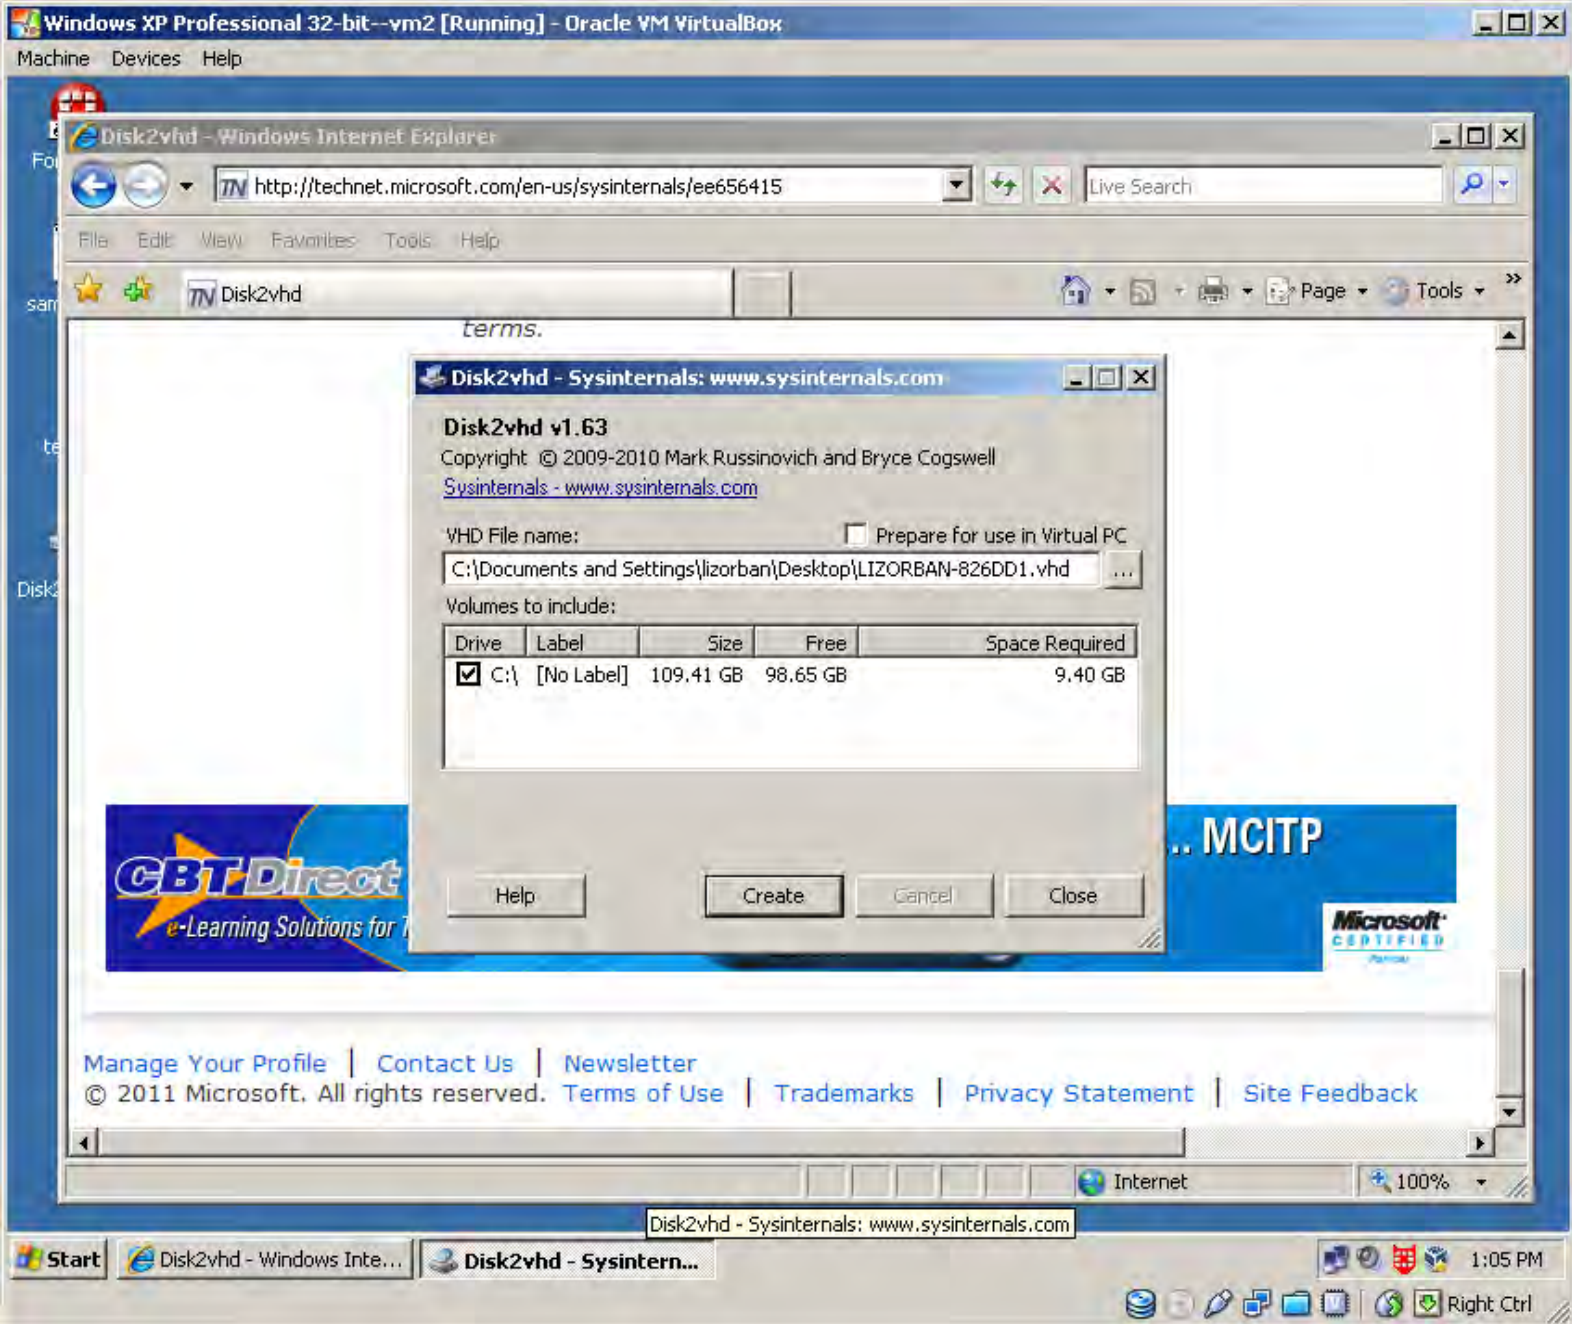 Windows XP Professional 32-bit--vm2 [Running] - Oracle VM VirtualBox
Machine Devices Help
Disk2vhd - Windows Internet Explorer
http://technet.microsoft.com/en-us/sysinternals/ee656415
Live Search
File Edit View Favorites Tools Help
Disk2vhd
Page Tools
terms.
Disk2vhd - Sysinternals: www.sysinternals.com
Disk2vhd v1.63
Copyright © 2009-2010 Mark Russinovich and Bryce Cogswell
Sysinternals - www.sysinternals.com
VHD File name:
Prepare for use in Virtual PC
C:\Documents and Settings\lizorban\Desktop\LIZORBAN-826DD1.vhd
...
Volumes to include:
Drive Label Size Free Space Required
C:\ [No Label] 109.41 GB 98.65 GB 9.40 GB
Help Create Cancel Close
CBT Direct
e-Learning Solutions for T
.. MCITP
Microsoft
CERTIFIED
Partner
Manage Your Profile | Contact Us | Newsletter
© 2011 Microsoft. All rights reserved. Terms of Use | Trademarks | Privacy Statement | Site Feedback
Internet
100%
Disk2vhd - Sysinternals: www.sysinternals.com
Start
Disk2vhd - Windows Inte...
Disk2vhd - Sysintern...
1:05 PM
Right Ctrl